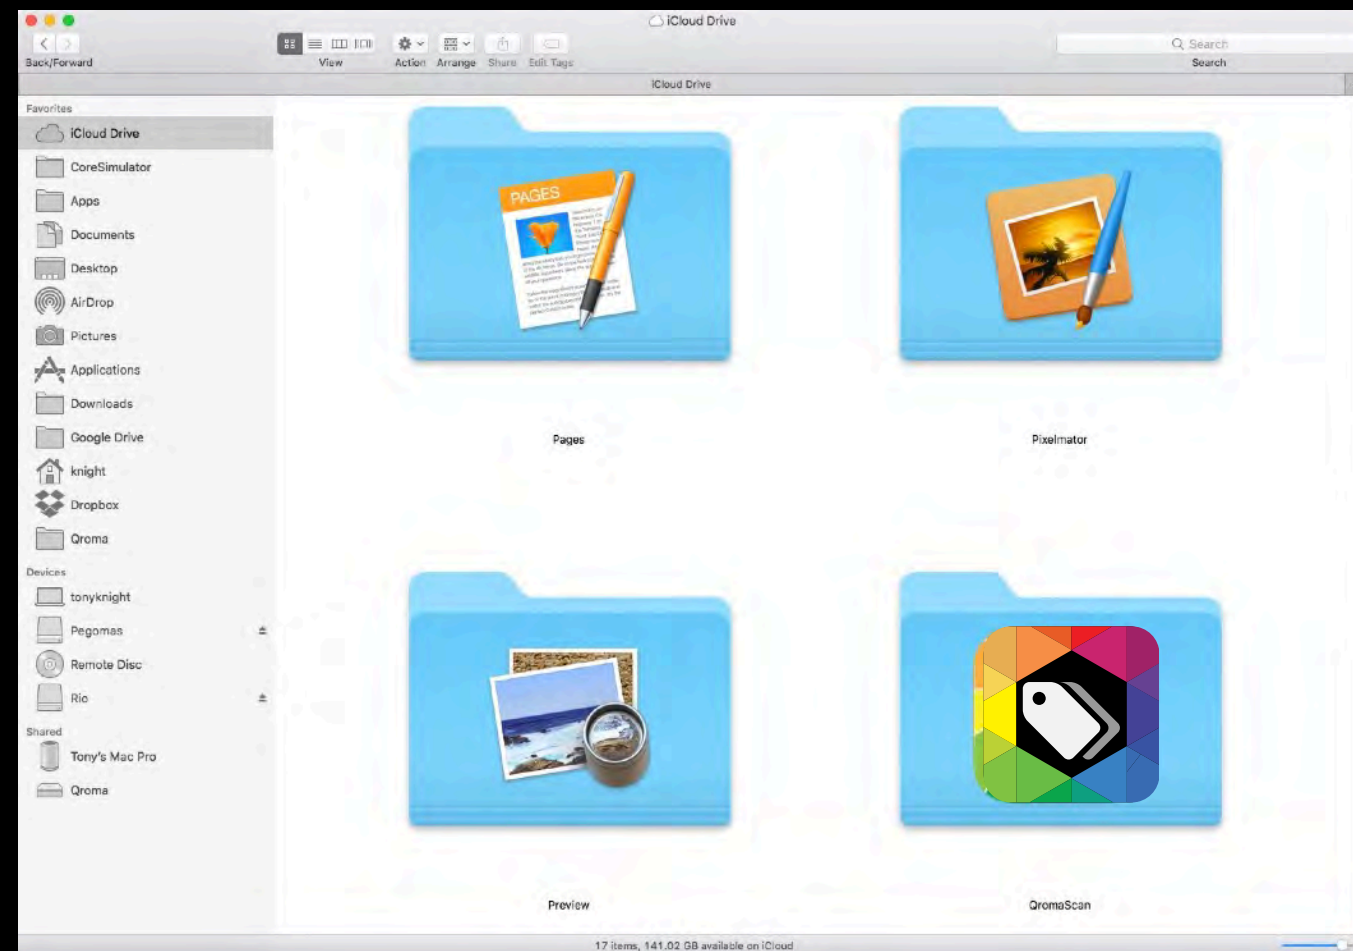 iCloud Drive
Back/Forward
View
Action
Arrange
Share
Edit Tags
Search
Search
iCloud Drive
Favorites
iCloud Drive
CoreSimulator
Apps
Documents
Desktop
AirDrop
Pictures
Applications
Downloads
Google Drive
knight
Dropbox
Qroma
Devices
tonyknight
Pegomas
Remote Disc
Rio
Shared
Tony's Mac Pro
Qroma
PAGES
Pages
Pixelmator
Preview
QromaScan
17 items, 141.02 GB available on iCloud